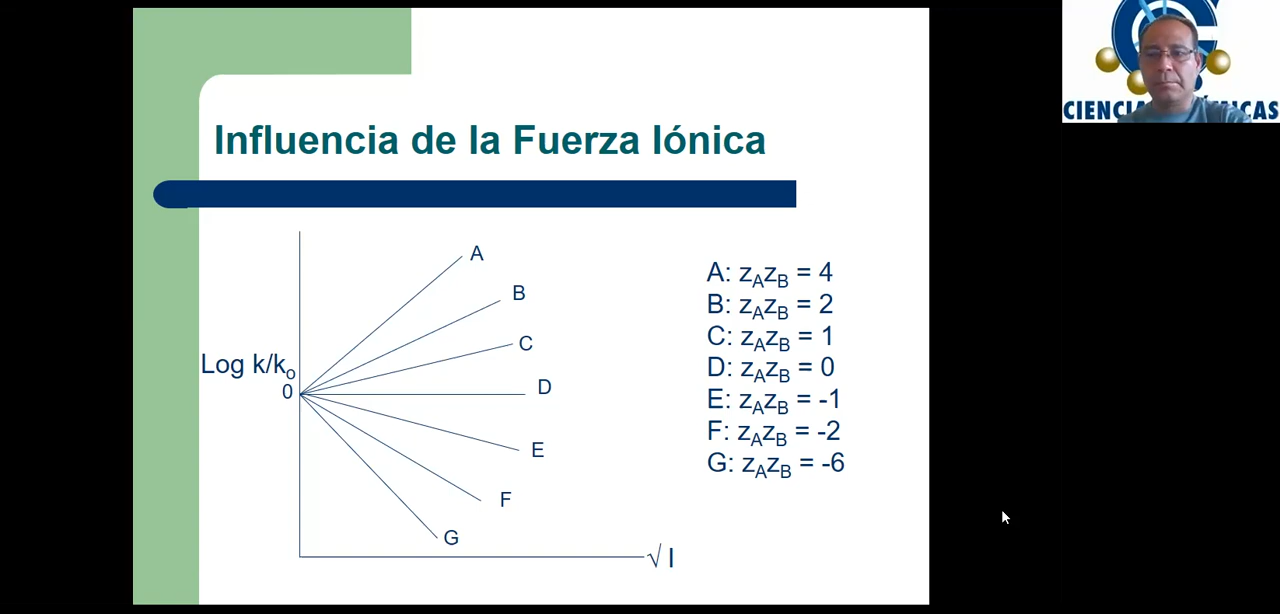 Influencia de la Fuerza Iónica
A
B
C
Log k/ko
0
D
E
F
G
√ I
A: zAzB = 4
B: zAzB = 2
C: zAzB = 1
D: zAzB = 0
E: zAzB = -1
F: zAzB = -2
G: zAzB = -6